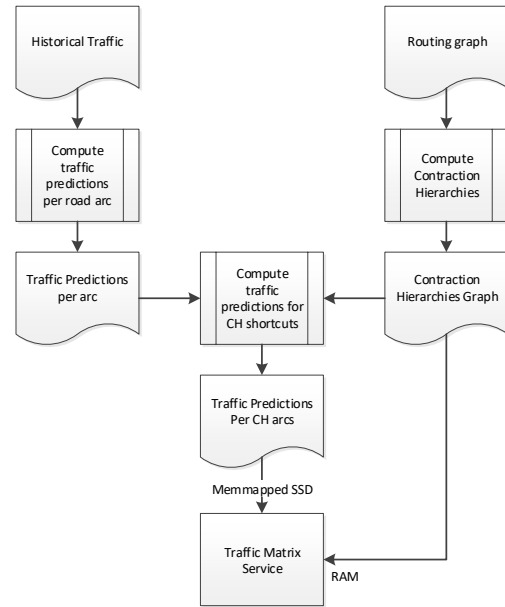 Historical Traffic
Routing graph
Compute
traffic
predictions
per road arc
Compute
Contraction
Hierarchies
Traffic Predictions
per arc
Compute
traffic
predictions for
CH shortcuts
Contraction
Hierarchies Graph
Traffic Predictions
Per CH arcs
Memmapped SSD
Traffic Matrix
Service
RAM